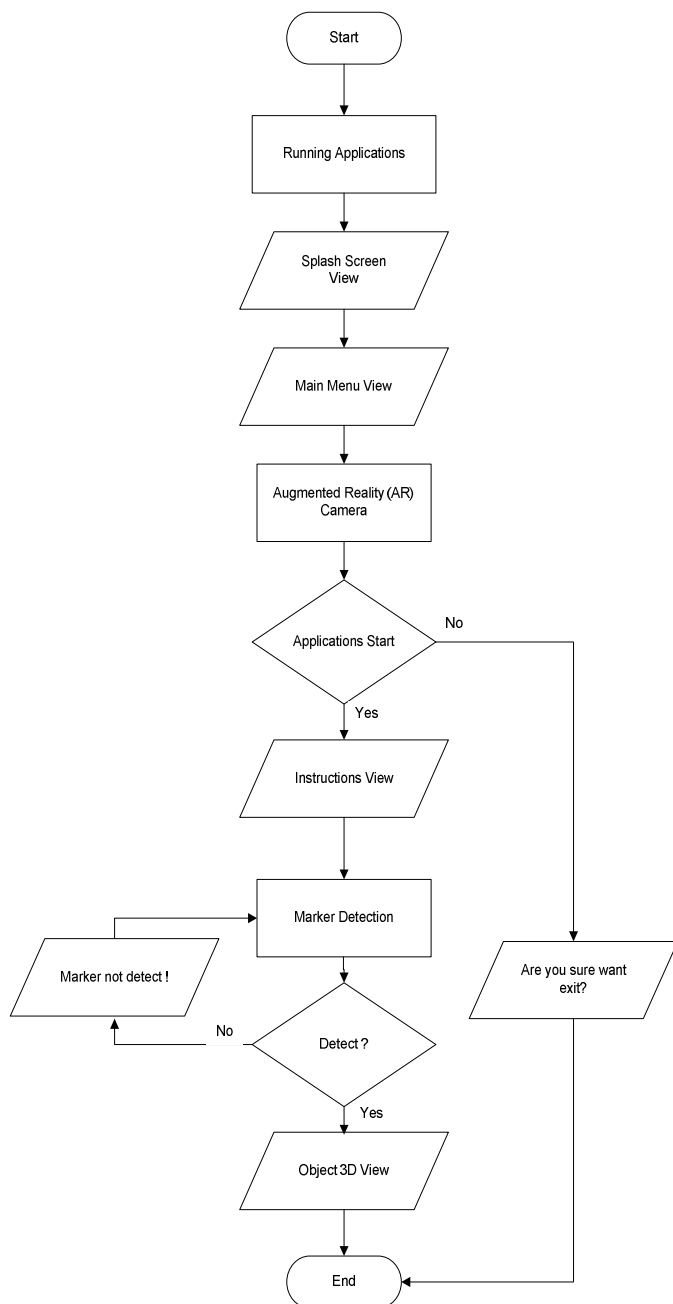 Start
Running Applications
Splash Screen
View
Main Menu View
Augmented Reality (AR)
Camera
Applications Start
No
Yes
Instructions View
Marker Detection
Marker not detect !
Are you sure want
exit?
No
Detect ?
Yes
Object 3D View
End